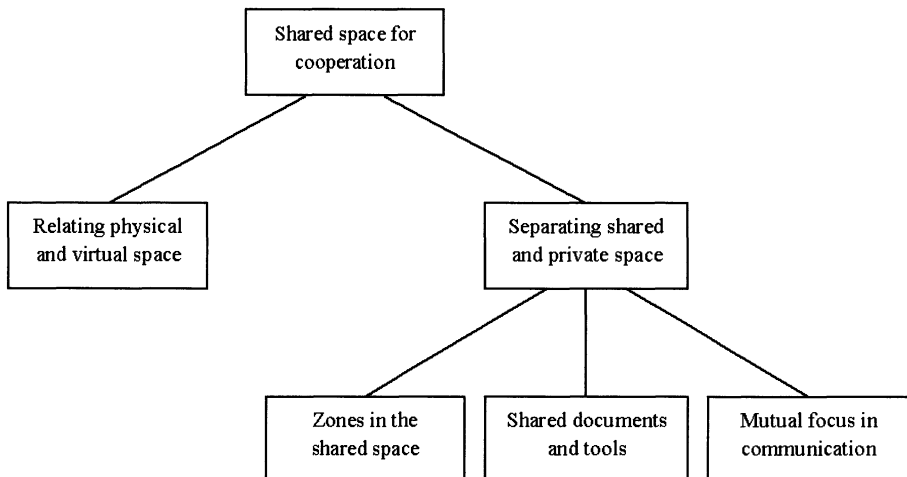 Shared space for
cooperation
Relating physical
and virtual space
Separating shared
and private space
Zones in the
shared space
Shared documents
and tools
Mutual focus in
communication